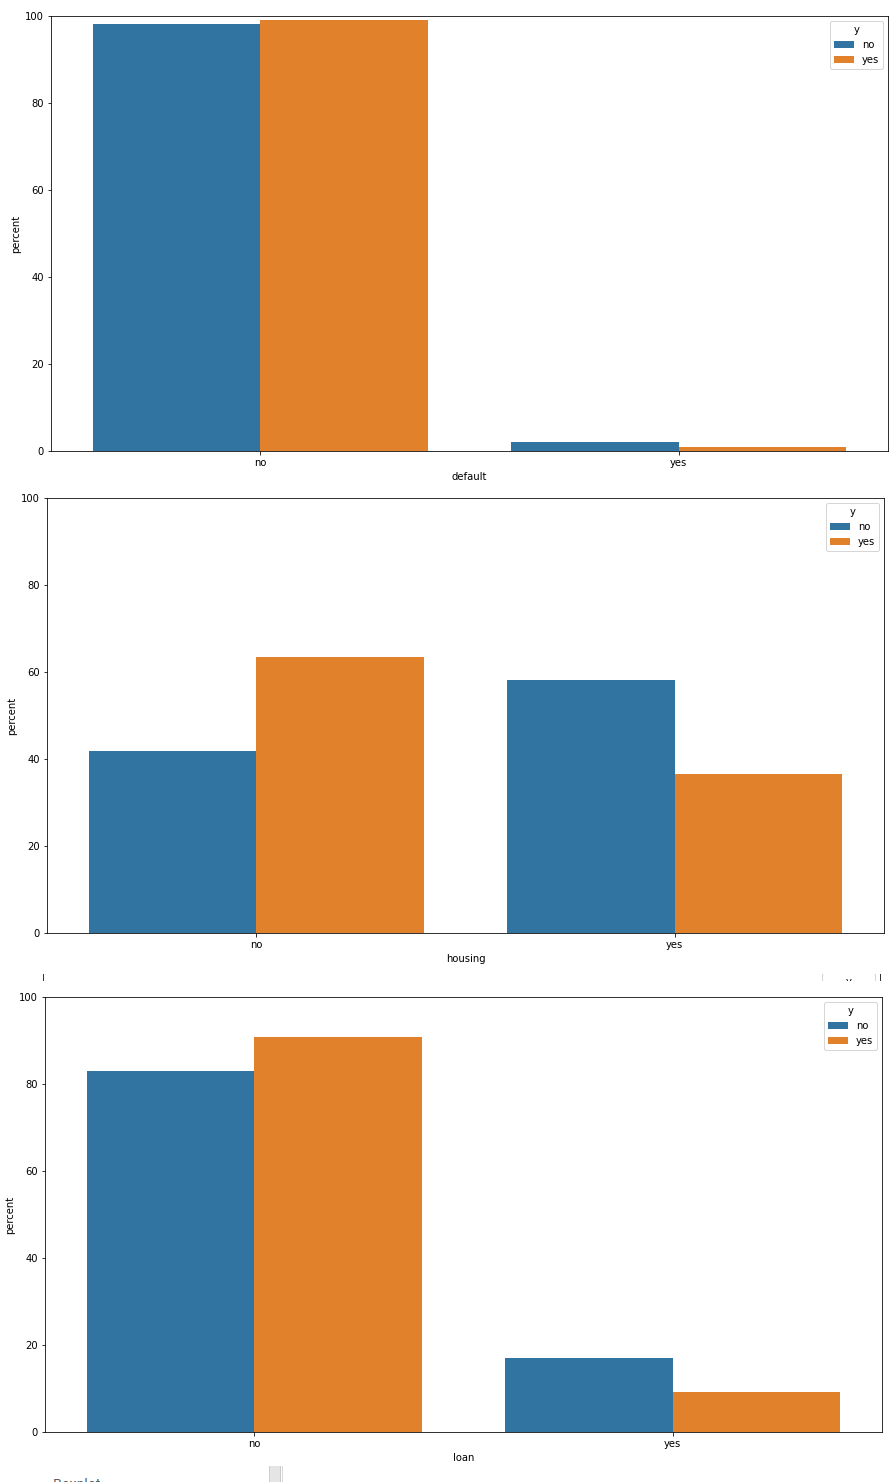 100
80
60
40
20
0
percent
y
no
yes
no yes
default
100
80
60
40
20
0
percent
y
no
yes
no yes
housing
100
80
60
40
20
0
percent
y
no
yes
no yes
loan